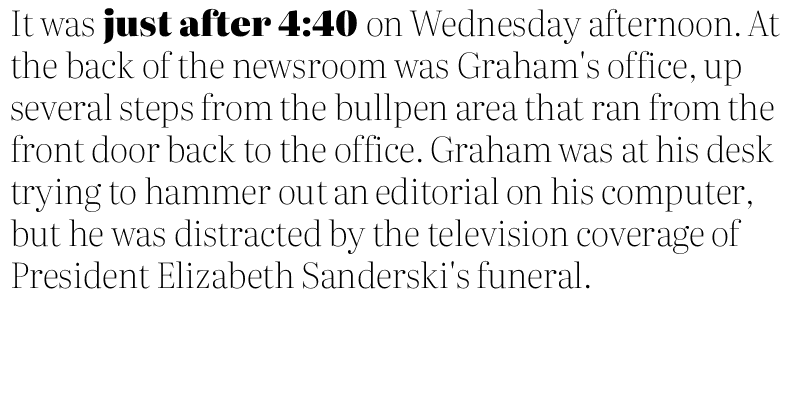 It was just after 4:40 on Wednesday afternoon. At
the back of the newsroom was Graham's office, up
several steps from the bullpen area that ran from the
front door back to the office. Graham was at his desk
trying to hammer out an editorial on his computer,
but he was distracted by the television coverage of
President Elizabeth Sanderski's funeral.